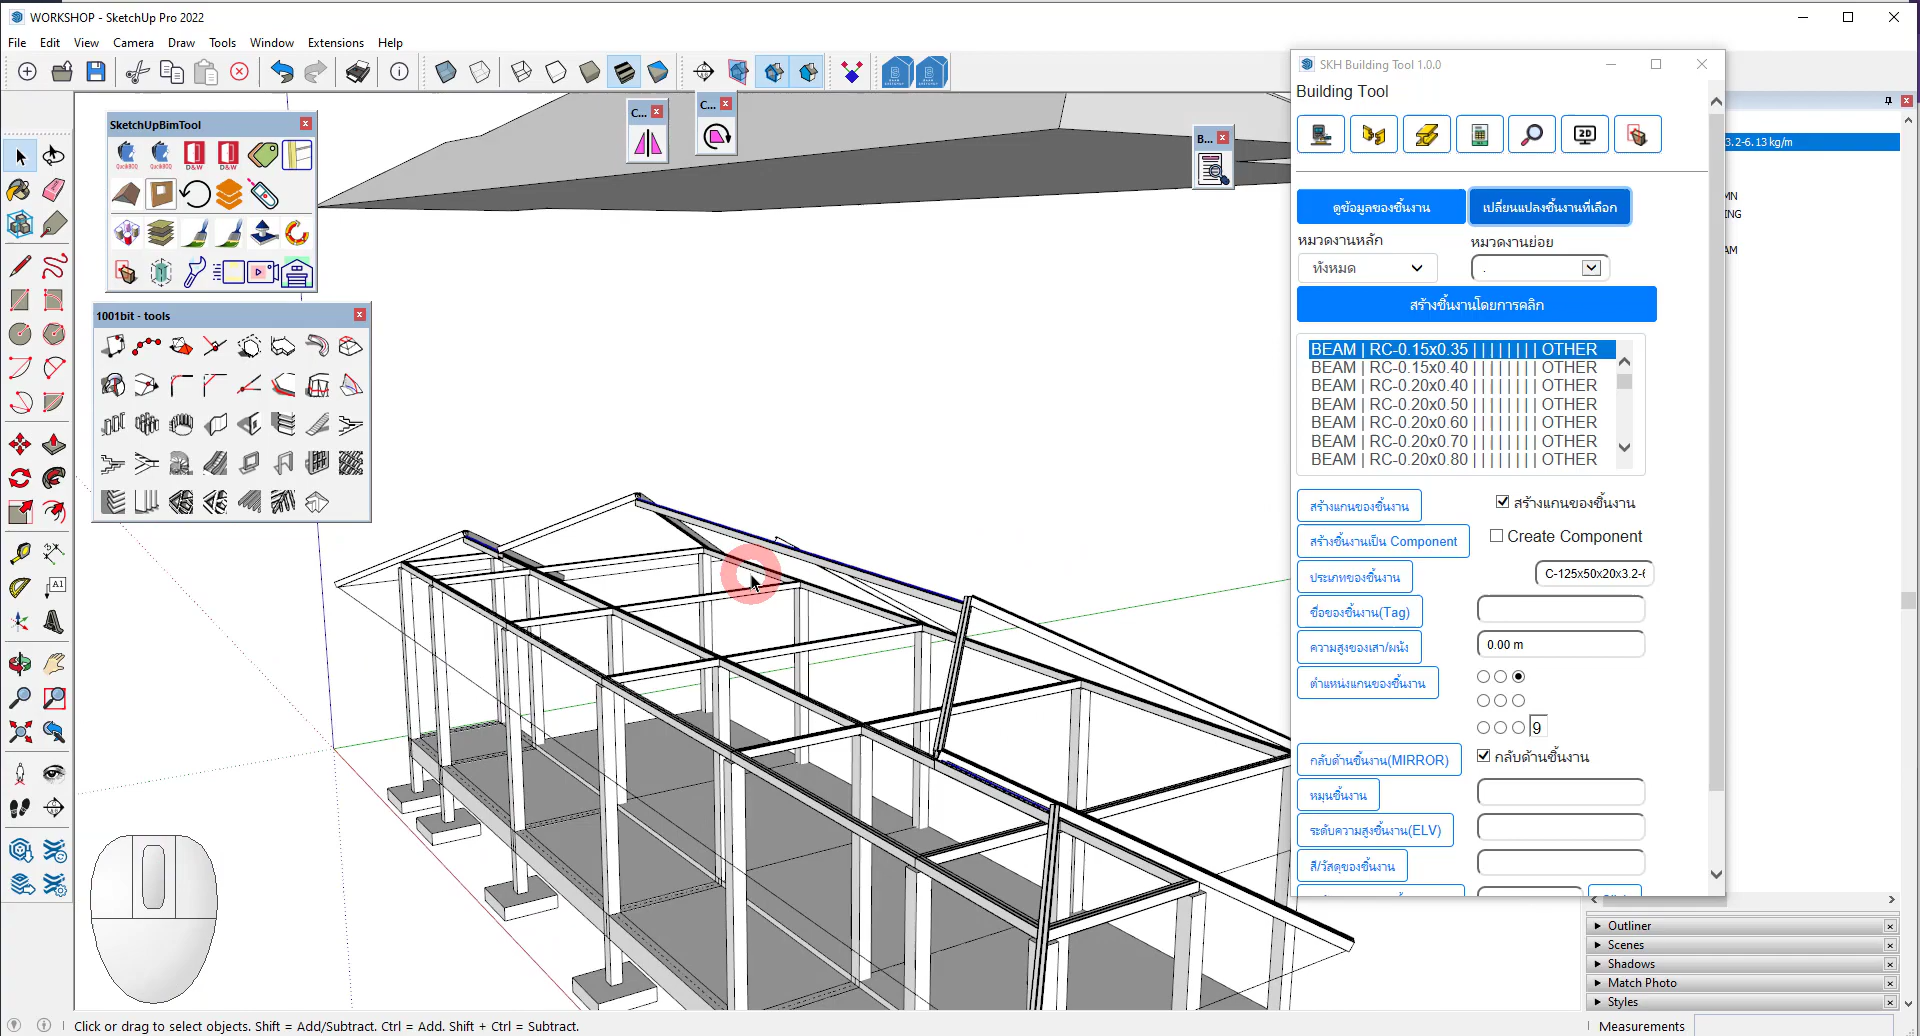 WORKSHOP - SketchUp Pro 2022
File Edit View Camera Draw Tools Window Extensions Help
SketchUpBimTool
1001bit - tools
C...
C...
B...
SKH Building Tool 1.0.0
Building Tool
2D
ดูข้อมูลของชิ้นงาน
เปลี่ยนแปลงชิ้นงานที่เลือก
หมวดงานหลัก
หมวดงานย่อย
ทั้งหมด
.
สร้างชิ้นงานโดยการคลิก
BEAM | RC-0.15x0.35 | | | | | | | | OTHER
BEAM | RC-0.15x0.40 | | | | | | | | OTHER
BEAM | RC-0.20x0.40 | | | | | | | | OTHER
BEAM | RC-0.20x0.50 | | | | | | | | OTHER
BEAM | RC-0.20x0.60 | | | | | | | | OTHER
BEAM | RC-0.20x0.70 | | | | | | | | OTHER
BEAM | RC-0.20x0.80 | | | | | | | | OTHER
สร้างแกนของชิ้นงาน
สร้างแกนของชิ้นงาน
สร้างชิ้นงานเป็น Component
Create Component
ประเภทของชิ้นงาน
C-125x50x20x3.2-6
ชื่อของชิ้นงาน(Tag)
ความสูงของเสา/ผนัง
0.00 m
ตำแหน่งแกนของชิ้นงาน
9
กลับด้านชิ้นงาน(MIRROR)
กลับด้านชิ้นงาน
หมุนชิ้นงาน
ระดับความสูงชิ้นงาน(ELV)
สี/วัสดุของชิ้นงาน
3.2-6.13 kg/m
MN
ING
AM
Outliner
Scenes
Shadows
Match Photo
Styles
Click or drag to select objects. Shift = Add/Subtract. Ctrl = Add. Shift + Ctrl = Subtract.
Measurements